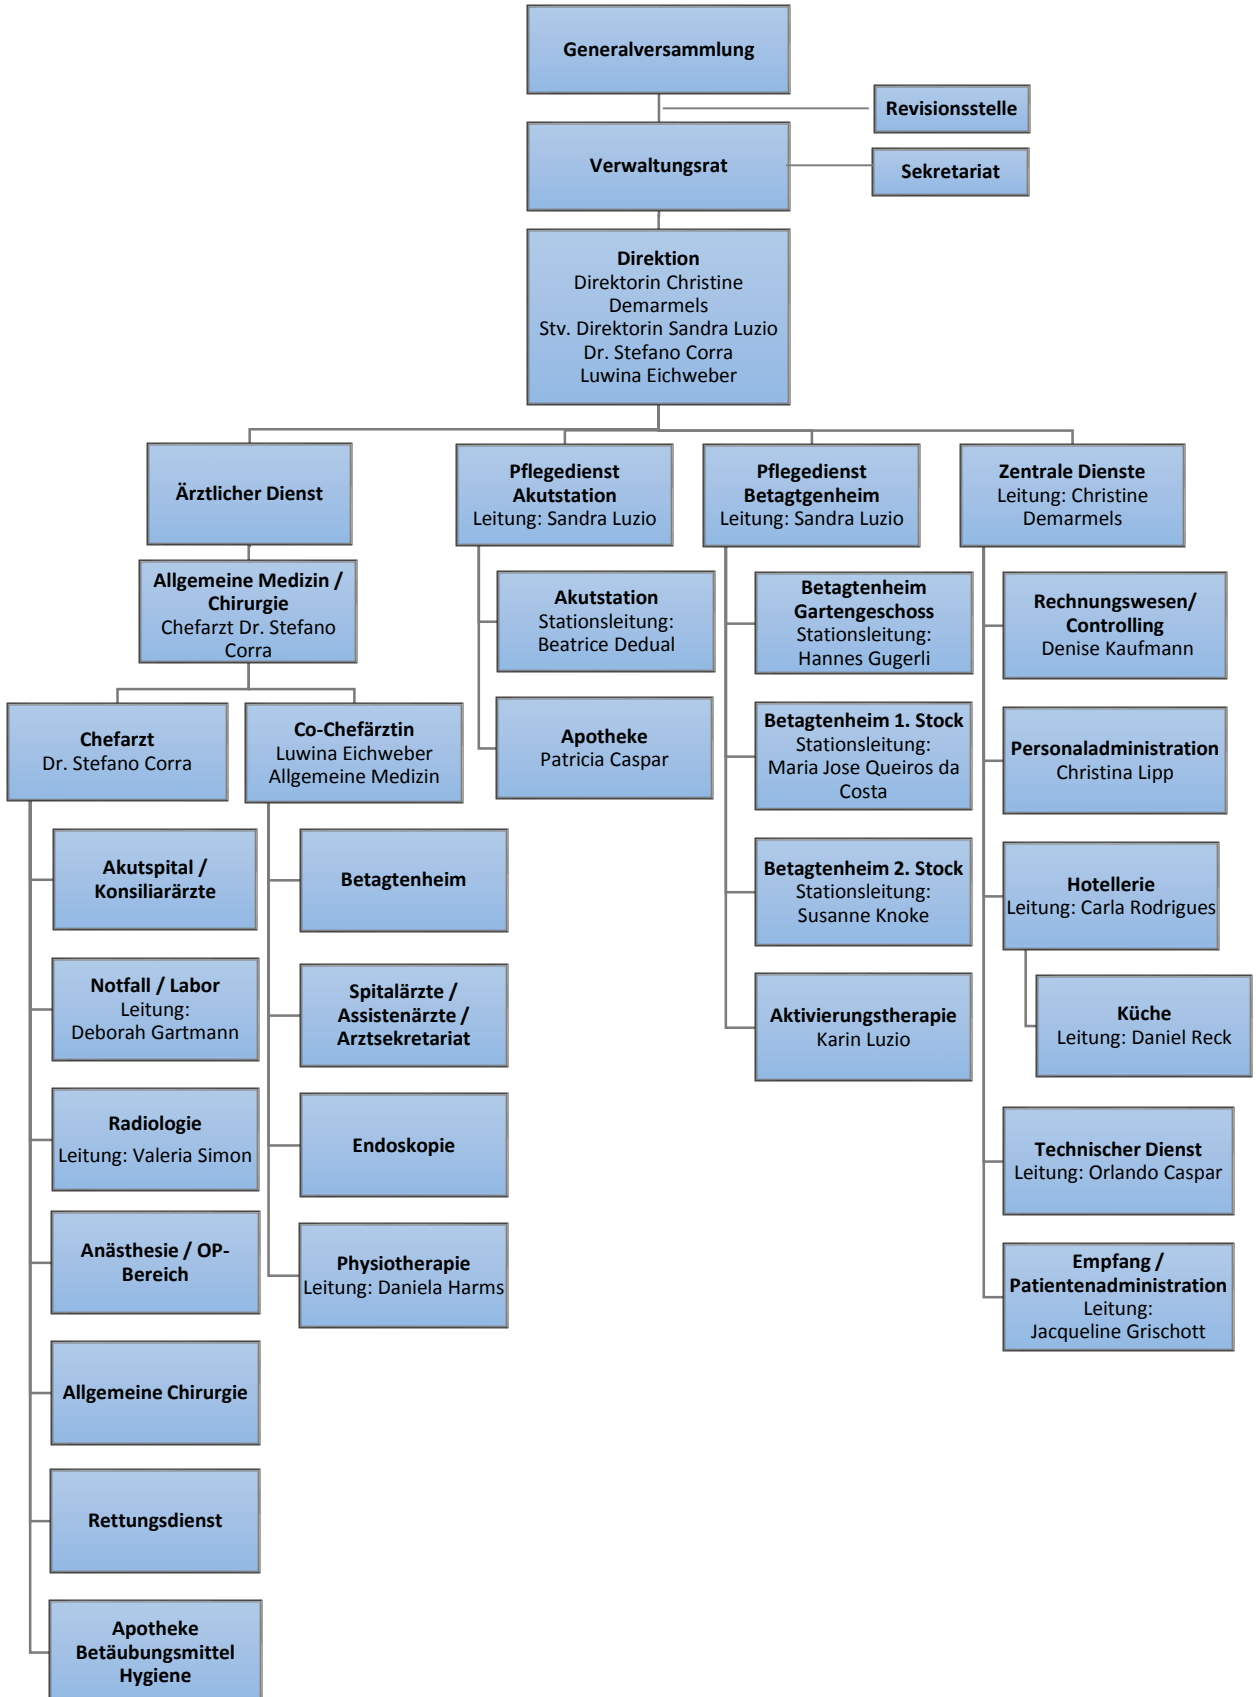 Generalversammlung
Revisionsstelle
Verwaltungsrat
Sekretariat
Direktion
Direktorin Christine
Demarmels
Stv. Direktorin Sandra Luzio
Dr. Stefano Corra
Luwina Eichweber
Ärztlicher Dienst
Pflegedienst
Akutstation
Leitung: Sandra Luzio
Pflegedienst
Betagtgenheim
Leitung: Sandra Luzio
Zentrale Dienste
Leitung: Christine
Demarmels
Allgemeine Medizin /
Chirurgie
Chefarzt Dr. Stefano
Corra
Chefarzt
Dr. Stefano Corra
Co-Chefärztin
Luwina Eichweber
Allgemeine Medizin
Akutspital /
Konsiliarärzte
Notfall / Labor
Leitung:
Deborah Gartmann
Radiologie
Leitung: Valeria Simon
Anästhesie / OP-
Bereich
Allgemeine Chirurgie
Rettungsdienst
Apotheke
Betäubungsmittel
Hygiene
Betagtenheim
Spitalärzte /
Assistenärzte /
Arztsekretariat
Endoskopie
Physiotherapie
Leitung: Daniela Harms
Akutstation
Stationsleitung:
Beatrice Dedual
Apotheke
Patricia Caspar
Betagtenheim
Gartengeschoss
Stationsleitung:
Hannes Gugerli
Betagtenheim 1. Stock
Stationsleitung:
Maria Jose Queiros da
Costa
Betagtenheim 2. Stock
Stationsleitung:
Susanne Knoke
Aktivierungstherapie
Karin Luzio
Rechnungswesen/
Controlling
Denise Kaufmann
Personaladministration
Christina Lipp
Hotellerie
Leitung: Carla Rodrigues
Küche
Leitung: Daniel Reck
Technischer Dienst
Leitung: Orlando Caspar
Empfang /
Patientenadministration
Leitung:
Jacqueline Grischott